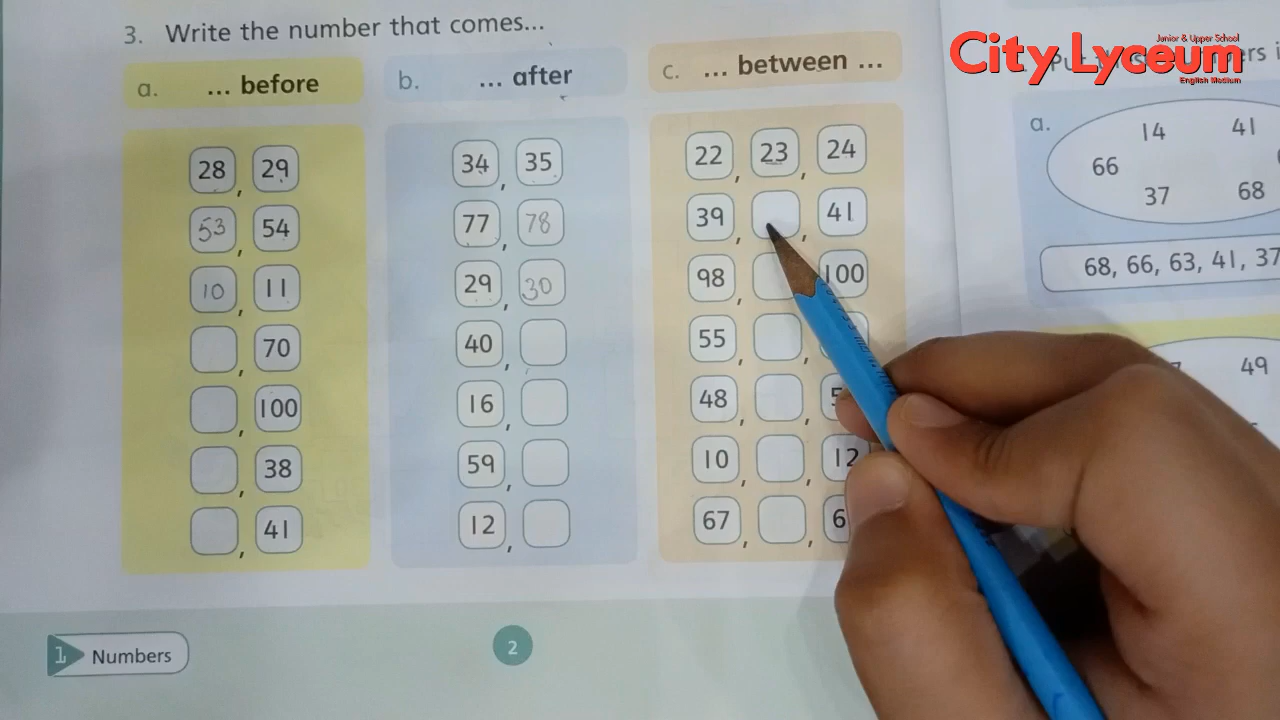 3. Write the number that comes...
a. ... before
28, 29
53, 54
10, 11
, 70
, 100
, 38
, 41
b. ... after
34, 35
77, 78
29, 30
40,
16,
59,
12,
c. ... between ...
22, 23, 24
39, , 41
98, , 100
55, ,
48, ,
10, , 12
67, ,
1 Numbers
2
Junior & Upper School
City Lyceum
English Medium
a.
14 41
66
37 68
68, 66, 63, 41, 37
49